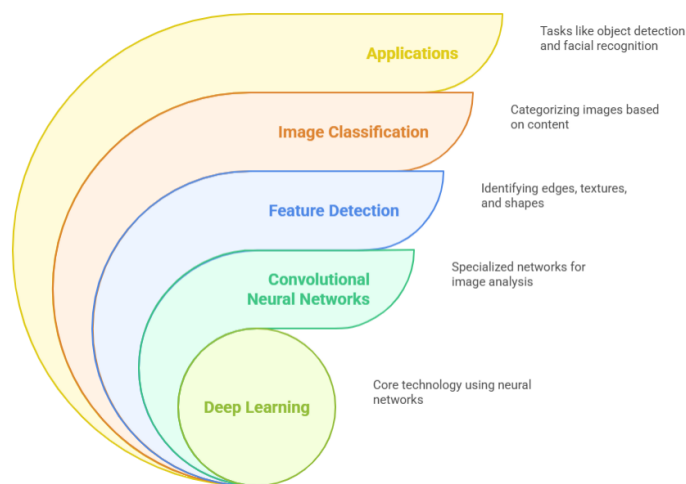 Applications
Tasks like object detection
and facial recognition
Image Classification
Categorizing images based
on content
Feature Detection
Identifying edges, textures,
and shapes
Convolutional
Neural Networks
Specialized networks for
image analysis
Deep Learning
Core technology using neural
networks